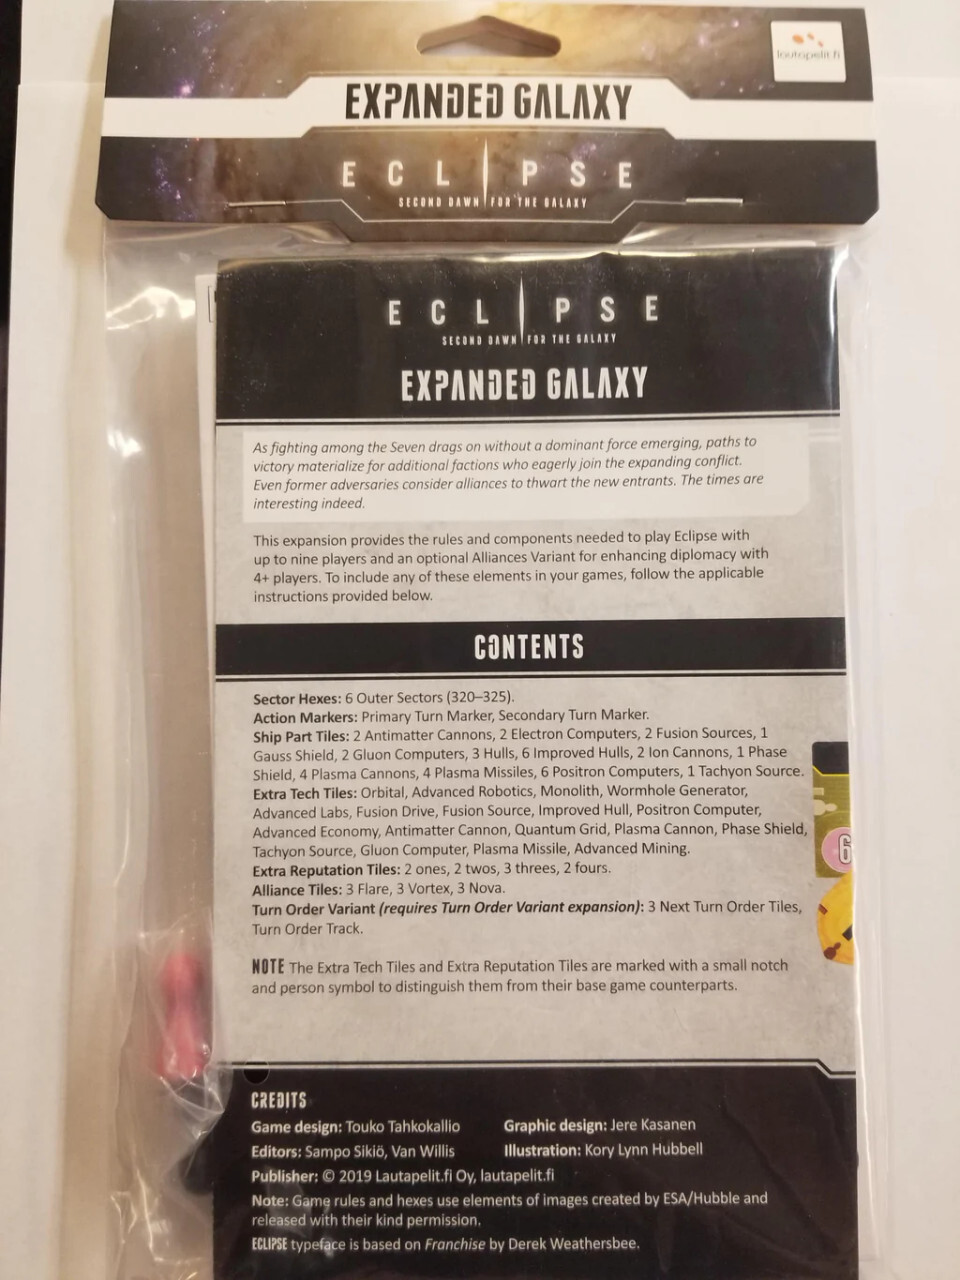 lautapelit.fi
EXPANDED GALAXY
ECLIPSE
SECOND DAWN FOR THE GALAXY
ECLIPSE
SECOND DAWN FOR THE GALAXY
EXPANDED GALAXY
As fighting among the Seven drags on without a dominant force emerging, paths to
victory materialize for additional factions who eagerly join the expanding conflict.
Even former adversaries consider alliances to thwart the new entrants. The times are
interesting indeed.
This expansion provides the rules and components needed to play Eclipse with
up to nine players and an optional Alliances Variant for enhancing diplomacy with
4+ players. To include any of these elements in your games, follow the applicable
instructions provided below.
CONTENTS
Sector Hexes: 6 Outer Sectors (320–325).
Action Markers: Primary Turn Marker, Secondary Turn Marker.
Ship Part Tiles: 2 Antimatter Cannons, 2 Electron Computers, 2 Fusion Sources, 1
Gauss Shield, 2 Gluon Computers, 3 Hulls, 6 Improved Hulls, 2 Ion Cannons, 1 Phase
Shield, 4 Plasma Cannons, 4 Plasma Missiles, 6 Positron Computers, 1 Tachyon Source.
Extra Tech Tiles: Orbital, Advanced Robotics, Monolith, Wormhole Generator,
Advanced Labs, Fusion Drive, Fusion Source, Improved Hull, Positron Computer,
Advanced Economy, Antimatter Cannon, Quantum Grid, Plasma Cannon, Phase Shield,
Tachyon Source, Gluon Computer, Plasma Missile, Advanced Mining.
Extra Reputation Tiles: 2 ones, 2 twos, 3 threes, 2 fours.
Alliance Tiles: 3 Flare, 3 Vortex, 3 Nova.
Turn Order Variant (requires Turn Order Variant expansion): 3 Next Turn Order Tiles,
Turn Order Track.
NOTE The Extra Tech Tiles and Extra Reputation Tiles are marked with a small notch
and person symbol to distinguish them from their base game counterparts.
6
CREDITS
Game design: Touko Tahkokallio
Graphic design: Jere Kasanen
Editors: Sampo Sikiö, Van Willis
Illustration: Kory Lynn Hubbell
Publisher: © 2019 Lautapelit.fi Oy, lautapelit.fi
Note: Game rules and hexes use elements of images created by ESA/Hubble and
released with their kind permission.
ECLIPSE typeface is based on Franchise by Derek Weathersbee.